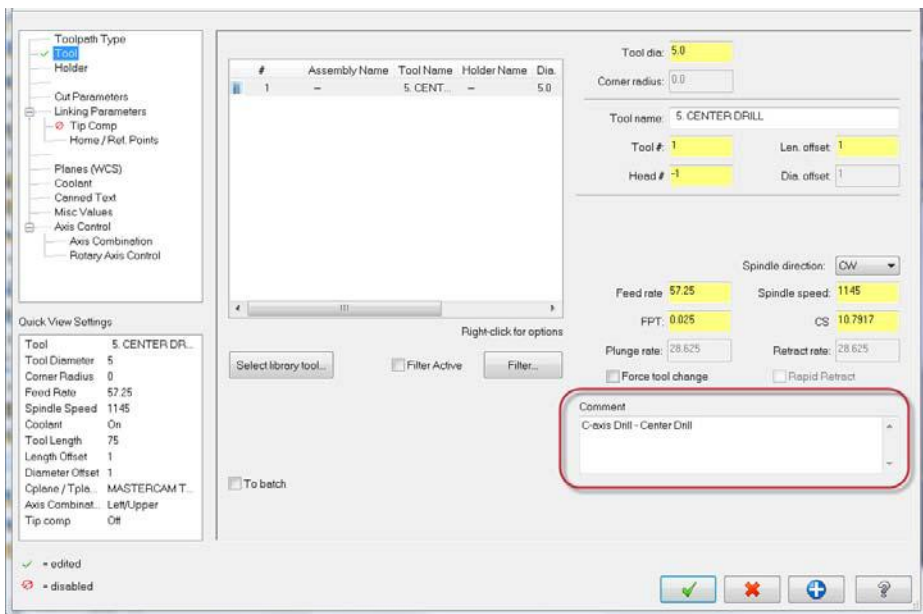 Toolpath Type
Tool
Holder
Cut Parameters
Linking Parameters
Tip Comp
Home / Ref. Points
Planes (WCS)
Coolant
Canned Text
Misc Values
Axis Control
Axis Combination
Rotary Axis Control
Quick View Settings
Tool 5. CENTER DR...
Tool Diameter 5
Corner Radius 0
Feed Rate 57.25
Spindle Speed 1145
Coolant On
Tool Length 75
Length Offset 1
Diameter Offset 1
Cplane / Tpla... MASTERCAM T...
Axis Combinat... Left/Upper
Tip comp Off
= edited
= disabled
# Assembly Name Tool Name Holder Name Dia.
1 – 5. CENT... – 5.0
Right-click for options
Select library tool...
Filter Active
Filter...
To batch
Tool dia: 5.0
Corner radius: 0.0
Tool name: 5. CENTER DRILL
Tool #: 1 Len. offset: 1
Head # -1 Dia. offset: 1
Spindle direction: CW
Feed rate: 57.25 Spindle speed: 1145
FPT: 0.025 CS 10.7917
Plunge rate: 28.625 Retract rate: 28.625
Force tool change Rapid Retract
Comment
C-axis Drill - Center Drill